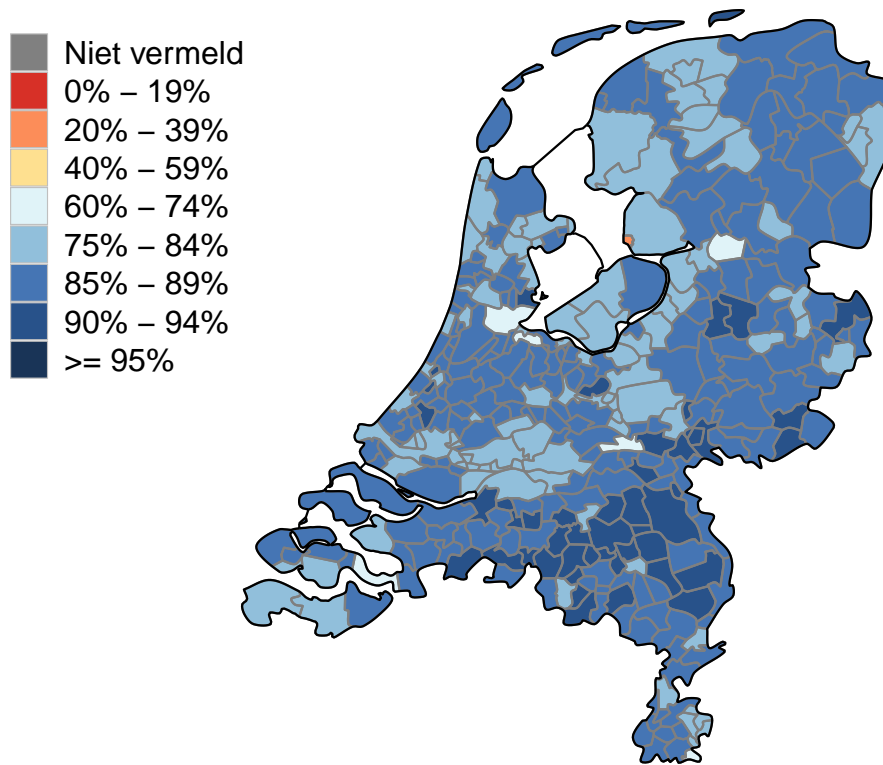 Niet vermeld
0% – 19%
20% – 39%
40% – 59%
60% – 74%
75% – 84%
85% – 89%
90% – 94%
>= 95%